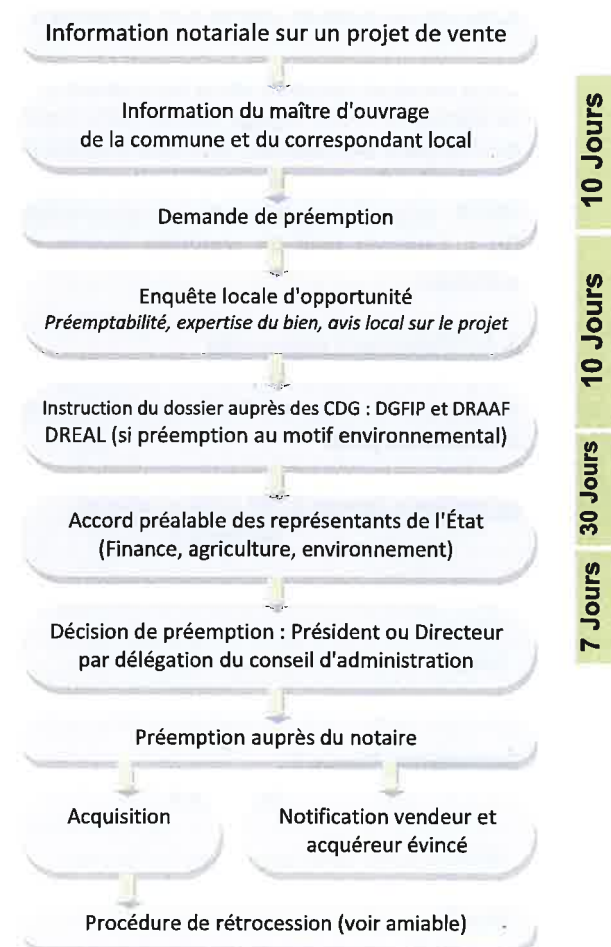 Information notariale sur un projet de vente
Information du maître d'ouvrage
de la commune et du correspondant local
10 Jours
Demande de préemption
Enquête locale d'opportunité
Préemptabilité, expertise du bien, avis local sur le projet
10 Jours
Instruction du dossier auprès des CDG : DGFIP et DRAAF
DREAL (si préemption au motif environnemental)
30 Jours
Accord préalable des représentants de l'État
(Finance, agriculture, environnement)
7 Jours
Décision de préemption : Président ou Directeur
par délégation du conseil d'administration
Préemption auprès du notaire
Acquisition
Notification vendeur et
acquéreur évincé
Procédure de rétrocession (voir amiable)